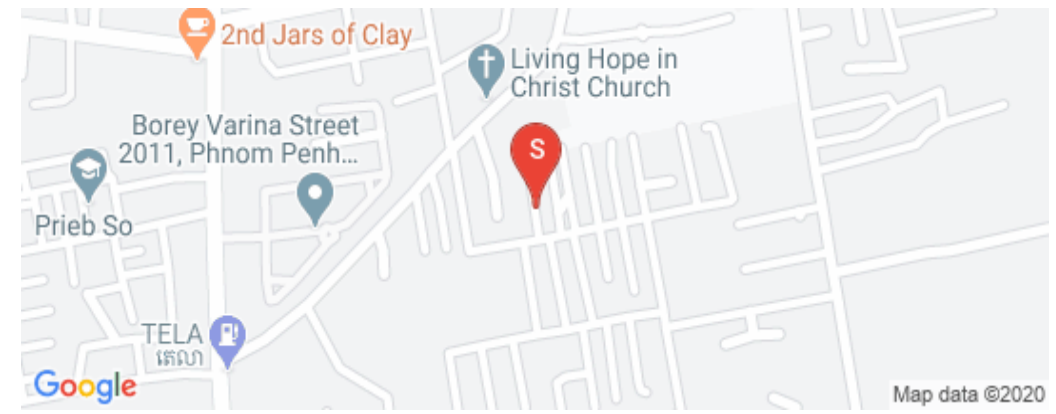 2nd Jars of Clay
Living Hope in
Christ Church
Borey Varina Street
2011, Phnom Penh...
S
Prieb So
TELA
តេលា
Google
Map data ©2020